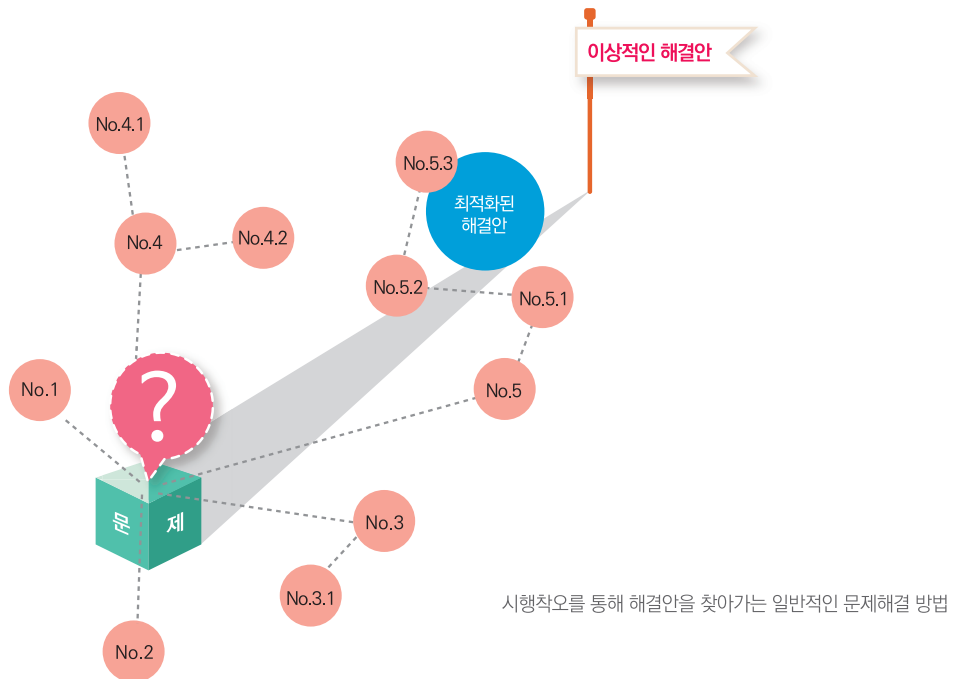 이상적인 해결안
No.4.1
No.5.3
최적화된
해결안
No.4
No.4.2
No.5.2
No.5.1
No.1
?
No.5
문 제
No.3
No.3.1
시행착오를 통해 해결안을 찾아가는 일반적인 문제해결 방법
No.2